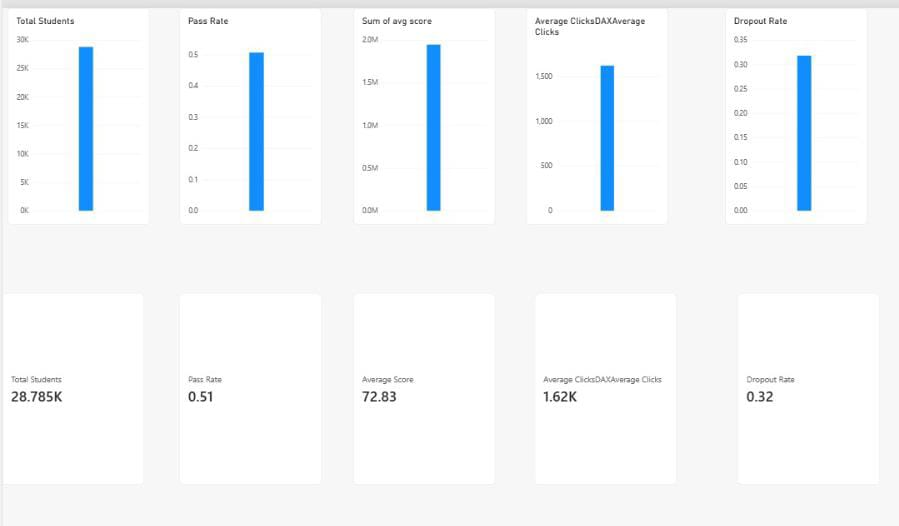 Total Students
30K
25K
20K
15K
10K
5K
0K
Pass Rate
0.5
0.4
0.3
0.2
0.1
0.0
Sum of avg score
2.0M
1.5M
1.0M
0.5M
0.0M
Average ClicksDAXAverage
Clicks
1,500
1,000
500
0
Dropout Rate
0.35
0.30
0.25
0.20
0.15
0.10
0.05
0.00
Total Students
28.785K
Pass Rate
0.51
Average Score
72.83
Average ClicksDAXAverage Clicks
1.62K
Dropout Rate
0.32